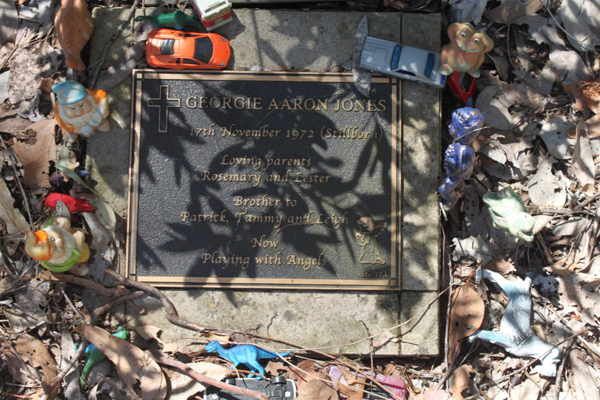 GEORGIE AARON JONES
17th November 1972 (Stillborn)
Loving parents
Rosemary and Lester
Brother to
Patrick, Tammy and Leigh
Now
Playing with Angels